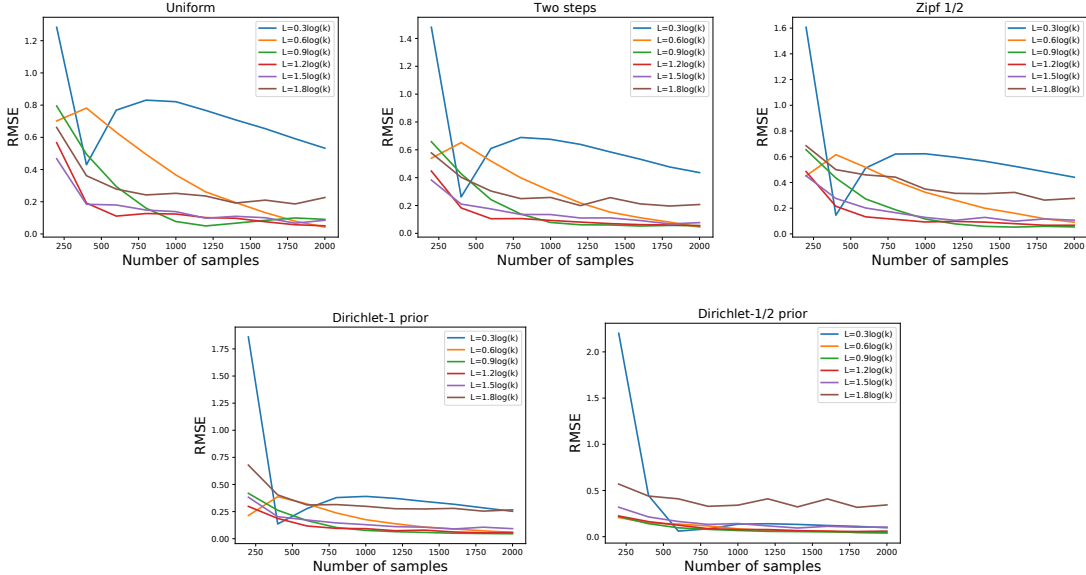 Uniform
RMSE
1.2
1.0
0.8
0.6
0.4
0.2
0.0
L=0.3log(k)
L=0.6log(k)
L=0.9log(k)
L=1.2log(k)
L=1.5log(k)
L=1.8log(k)
250 500 750 1000 1250 1500 1750 2000
Number of samples
Two steps
RMSE
1.4
1.2
1.0
0.8
0.6
0.4
0.2
0.0
L=0.3log(k)
L=0.6log(k)
L=0.9log(k)
L=1.2log(k)
L=1.5log(k)
L=1.8log(k)
250 500 750 1000 1250 1500 1750 2000
Number of samples
Zipf 1/2
RMSE
1.6
1.4
1.2
1.0
0.8
0.6
0.4
0.2
0.0
L=0.3log(k)
L=0.6log(k)
L=0.9log(k)
L=1.2log(k)
L=1.5log(k)
L=1.8log(k)
250 500 750 1000 1250 1500 1750 2000
Number of samples
Dirichlet-1 prior
RMSE
1.75
1.50
1.25
1.00
0.75
0.50
0.25
0.00
L=0.3log(k)
L=0.6log(k)
L=0.9log(k)
L=1.2log(k)
L=1.5log(k)
L=1.8log(k)
250 500 750 1000 1250 1500 1750 2000
Number of samples
Dirichlet-1/2 prior
RMSE
2.0
1.5
1.0
0.5
0.0
L=0.3log(k)
L=0.6log(k)
L=0.9log(k)
L=1.2log(k)
L=1.5log(k)
L=1.8log(k)
250 500 750 1000 1250 1500 1750 2000
Number of samples